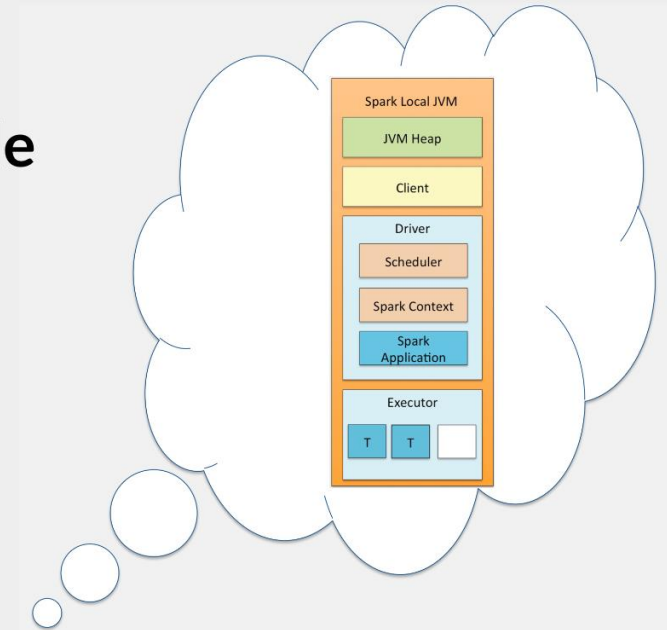 e
Spark Local JVM
JVM Heap
Client
Driver
Scheduler
Spark Context
Spark
Application
Executor
T T